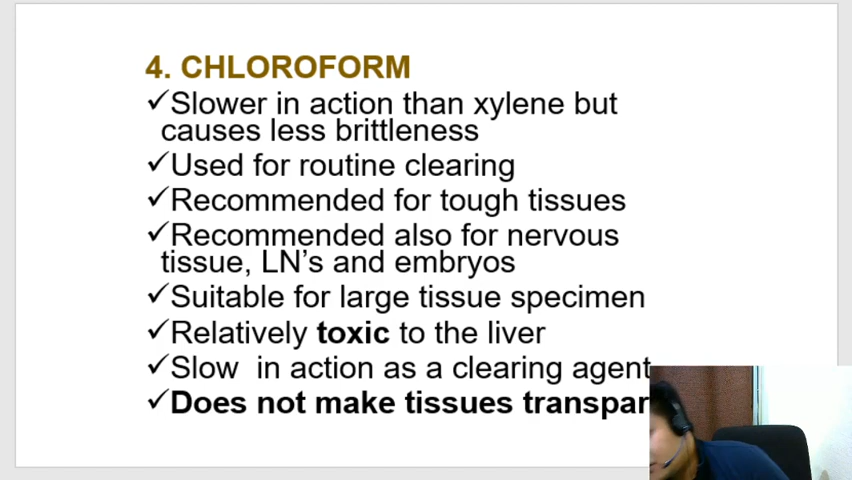 4. CHLOROFORM
✓Slower in action than xylene but
causes less brittleness
✓Used for routine clearing
✓Recommended for tough tissues
✓Recommended also for nervous
tissue, LN's and embryos
✓Suitable for large tissue specimen
✓Relatively toxic to the liver
✓Slow  in action as a clearing agent
✓Does not make tissues